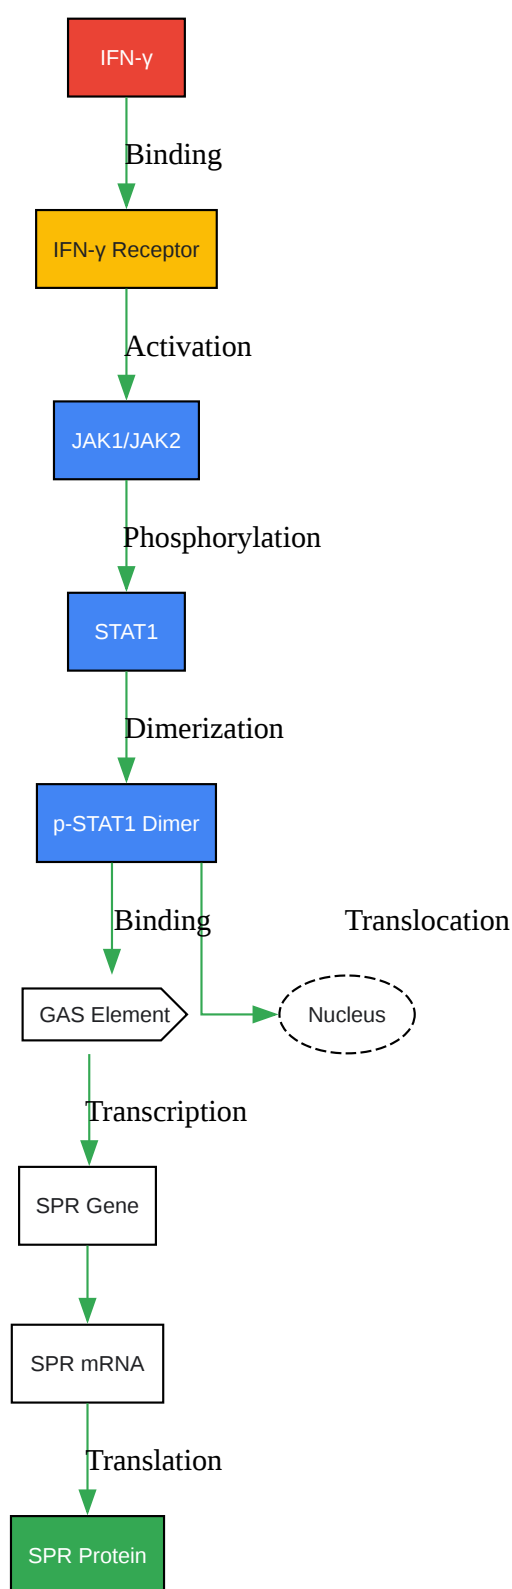 IFN-γ
Binding
IFN-γ Receptor
Activation
JAK1/JAK2
Phosphorylation
STAT1
Dimerization
p-STAT1 Dimer
Binding
Translocation
GAS Element
Nucleus
Transcription
SPR Gene
SPR mRNA
Translation
SPR Protein